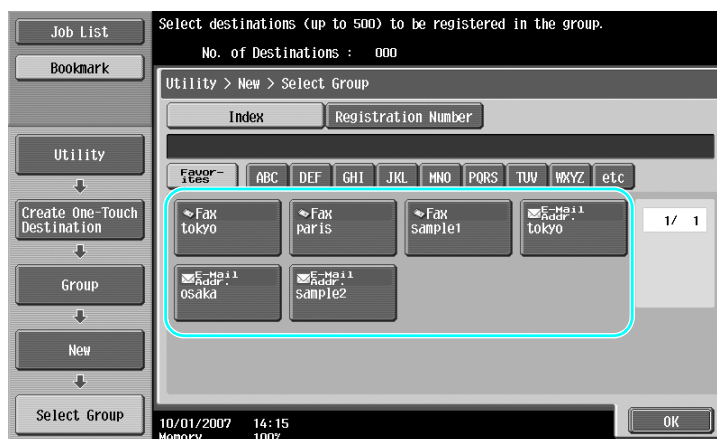 Job List
Bookmark
Select destinations (up to 500) to be registered in the group.
No. of Destinations : 000
Utility > New > Select Group
Index
Registration Number
Favor-
ites
ABC
DEF
GHI
JKL
MNO
PQRS
TUV
WXYZ
etc
Fax
tokyo
Fax
paris
Fax
sample1
E-Mail
Addr.
tokyo
1/ 1
E-Mail
Addr.
osaka
E-Mail
Addr.
sample2
Utility
Create One-Touch
Destination
Group
New
Select Group
10/01/2007 14:15
Memory 100%
OK